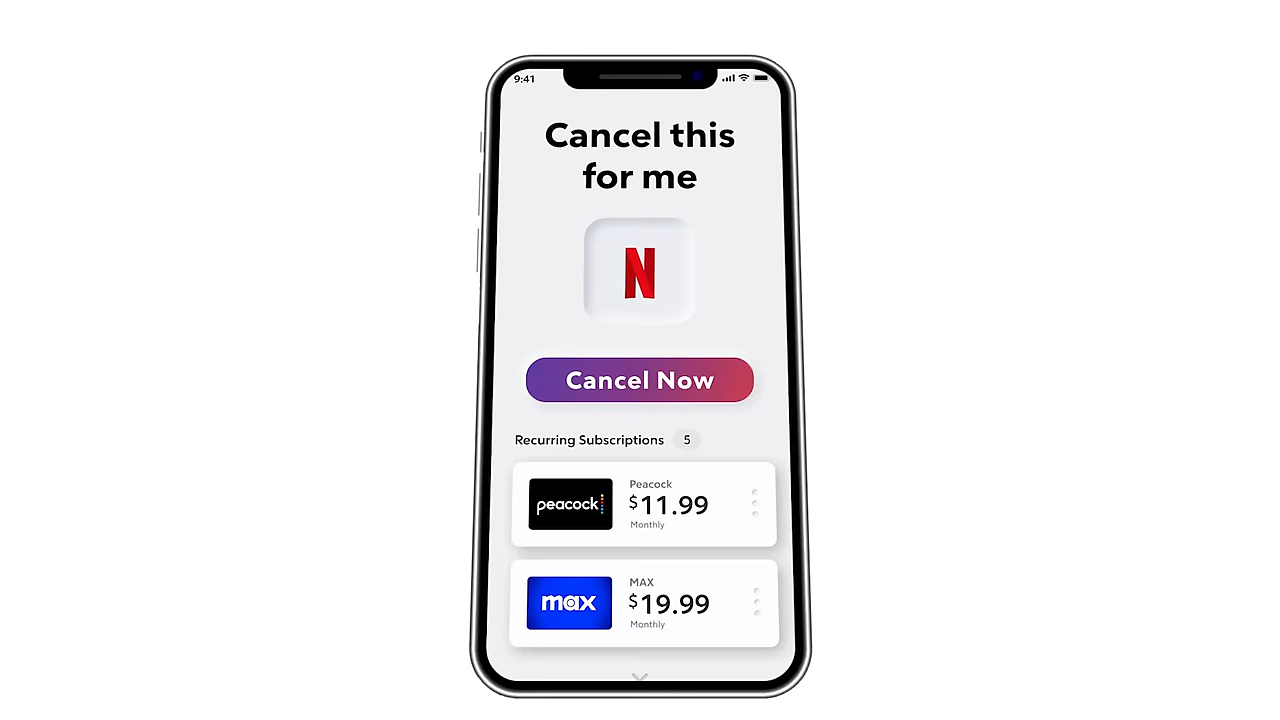 9:41
Cancel this
for me
N
Cancel Now
Recurring Subscriptions 5
peacock
Peacock
$11.99
Monthly
max
MAX
$19.99
Monthly